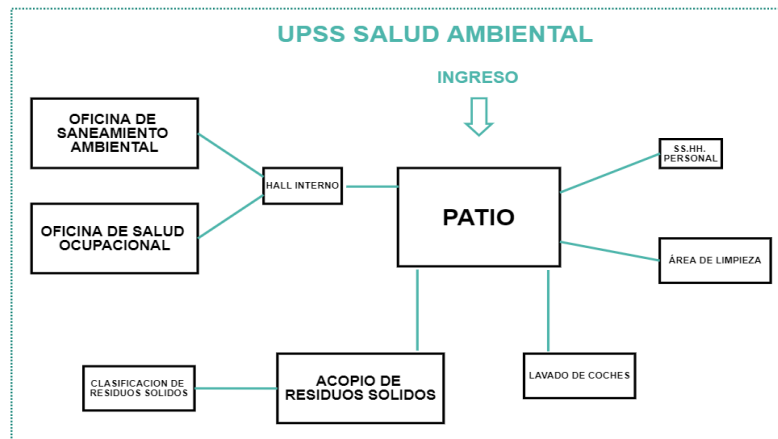 UPSS SALUD AMBIENTAL
INGRESO
OFICINA DE
SANEAMIENTO
AMBIENTAL
SS.HH.
PERSONAL
HALL INTERNO
PATIO
OFICINA DE SALUD
OCUPACIONAL
ÁREA DE LIMPIEZA
CLASIFICACION DE
RESIDUOS SOLIDOS
ACOPIO DE
RESIDUOS SOLIDOS
LAVADO DE COCHES